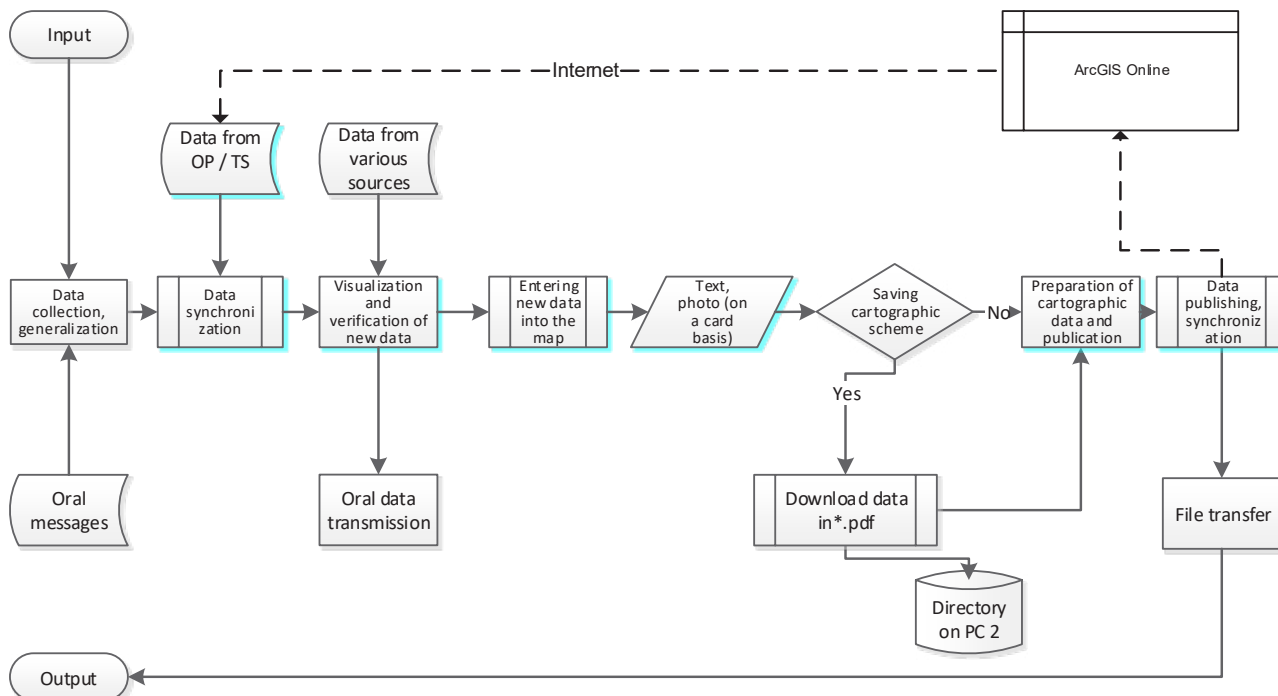 Input
Internet
ArcGIS Online
Data from
OP / TS
Data from
various
sources
Data
collection,
generalization
Data
synchroni
zation
Visualization
and
verification of
new data
Entering
new data
into the
map
Text,
photo (on
a card
basis)
Saving
cartographic
scheme
No
Preparation of
cartographic
data and
publication
Data
publishing,
synchroniz
ation
Yes
Oral
messages
Oral data
transmission
Download data
in*.pdf
File transfer
Directory
on PC 2
Output